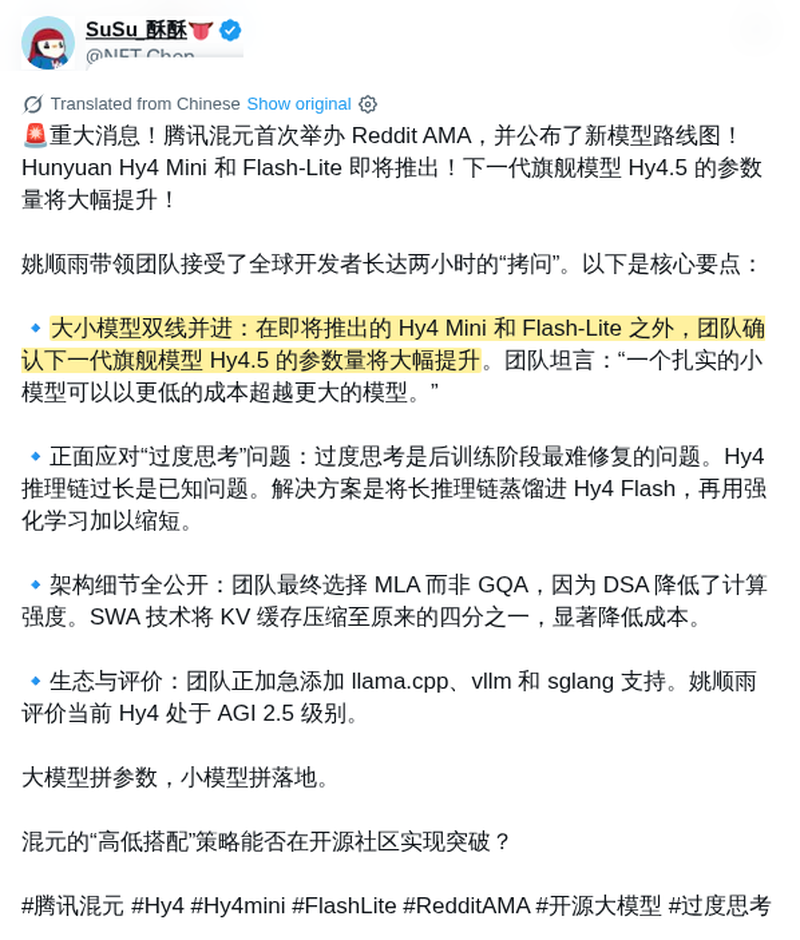 SuSu_酥酥👅
@NFT_Chen
Translated from Chinese Show original
🚨重大消息！腾讯混元首次举办 Reddit AMA，并公布了新模型路线图！
Hunyuan Hy4 Mini 和 Flash-Lite 即将推出！下一代旗舰模型 Hy4.5 的参数
量将大幅提升！
姚顺雨带领团队接受了全球开发者长达两小时的“拷问”。以下是核心要点：
🔹大小模型双线并进：在即将推出的 Hy4 Mini 和 Flash-Lite 之外，团队确
认下一代旗舰模型 Hy4.5 的参数量将大幅提升。团队坦言：“一个扎实的小
模型可以以更低的成本超越更大的模型。”
🔹正面应对“过度思考”问题：过度思考是后训练阶段最难修复的问题。Hy4
推理链过长是已知问题。解决方案是将长推理链蒸馏进 Hy4 Flash，再用强
化学习加以缩短。
🔹架构细节全公开：团队最终选择 MLA 而非 GQA，因为 DSA 降低了计算
强度。SWA 技术将 KV 缓存压缩至原来的四分之一，显著降低成本。
🔹生态与评价：团队正加急添加 llama.cpp、vllm 和 sglang 支持。姚顺雨
评价当前 Hy4 处于 AGI 2.5 级别。
大模型拼参数，小模型拼落地。
混元的“高低搭配”策略能否在开源社区实现突破？
#腾讯混元 #Hy4 #Hy4mini #FlashLite #RedditAMA #开源大模型 #过度思考